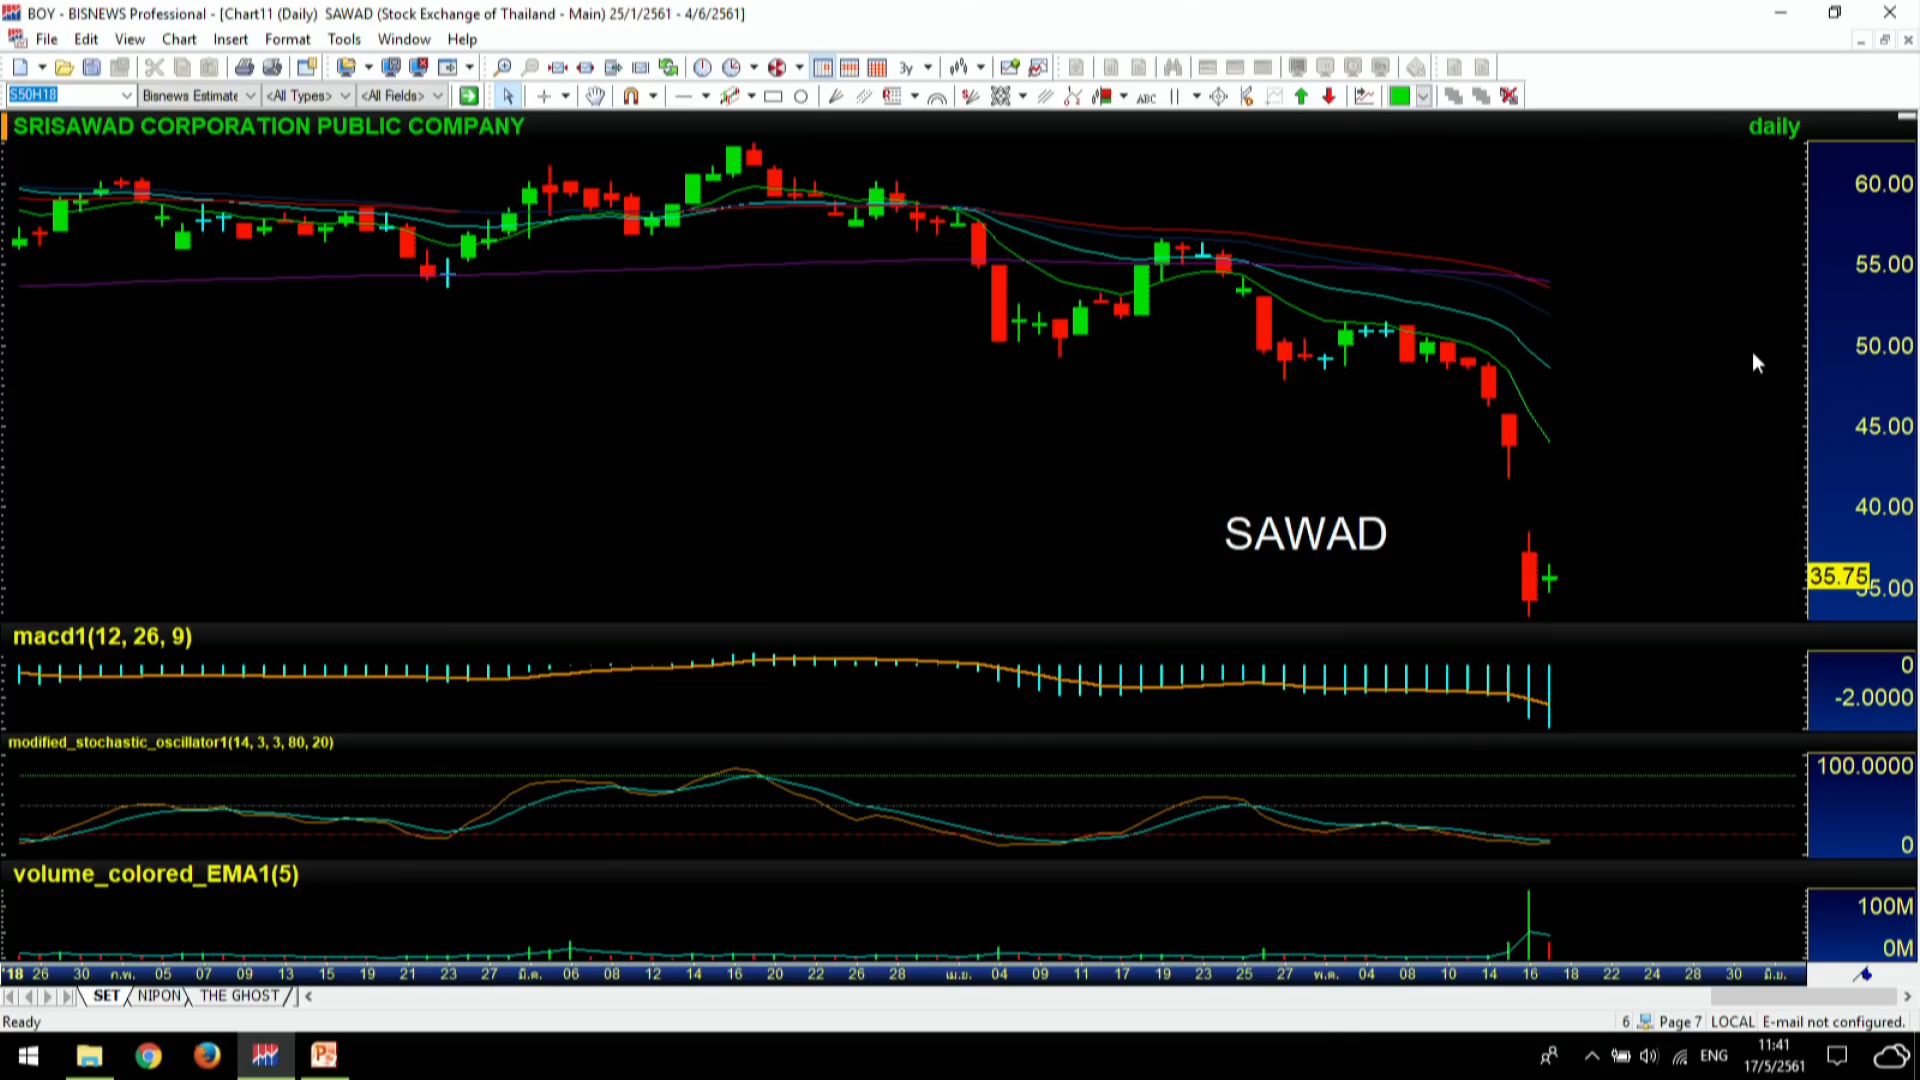 BOY - BISNEWS Professional - [Chart11 (Daily)  SAWAD (Stock Exchange of Thailand - Main) 25/1/2561 - 4/6/2561]
File Edit View Chart Insert Format Tools Window Help
3y
S50H18 Bisnews Estimate <All Types> <All Fields> ABC
SRISAWAD CORPORATION PUBLIC COMPANY daily
60.00
55.00
50.00
45.00
40.00
SAWAD
35.75
35.00
macd1(12, 26, 9)
0
-2.0000
modified_stochastic_oscillator1(14, 3, 3, 80, 20)
100.0000
0
volume_colored_EMA1(5)
100M
0M
'18 26 30 ก.พ. 05 07 09 13 15 19 21 23 27 มี.ค. 06 08 12 14 16 20 22 26 28 เม.ย. 04 09 11 17 19 23 25 27 พ.ค. 04 08 10 14 16 18 22 24 28 30 มิ.ย.
SET NIPON THE GHOST
Ready 6 Page 7 LOCAL E-mail not configured.
ENG 11:41
17/5/2561